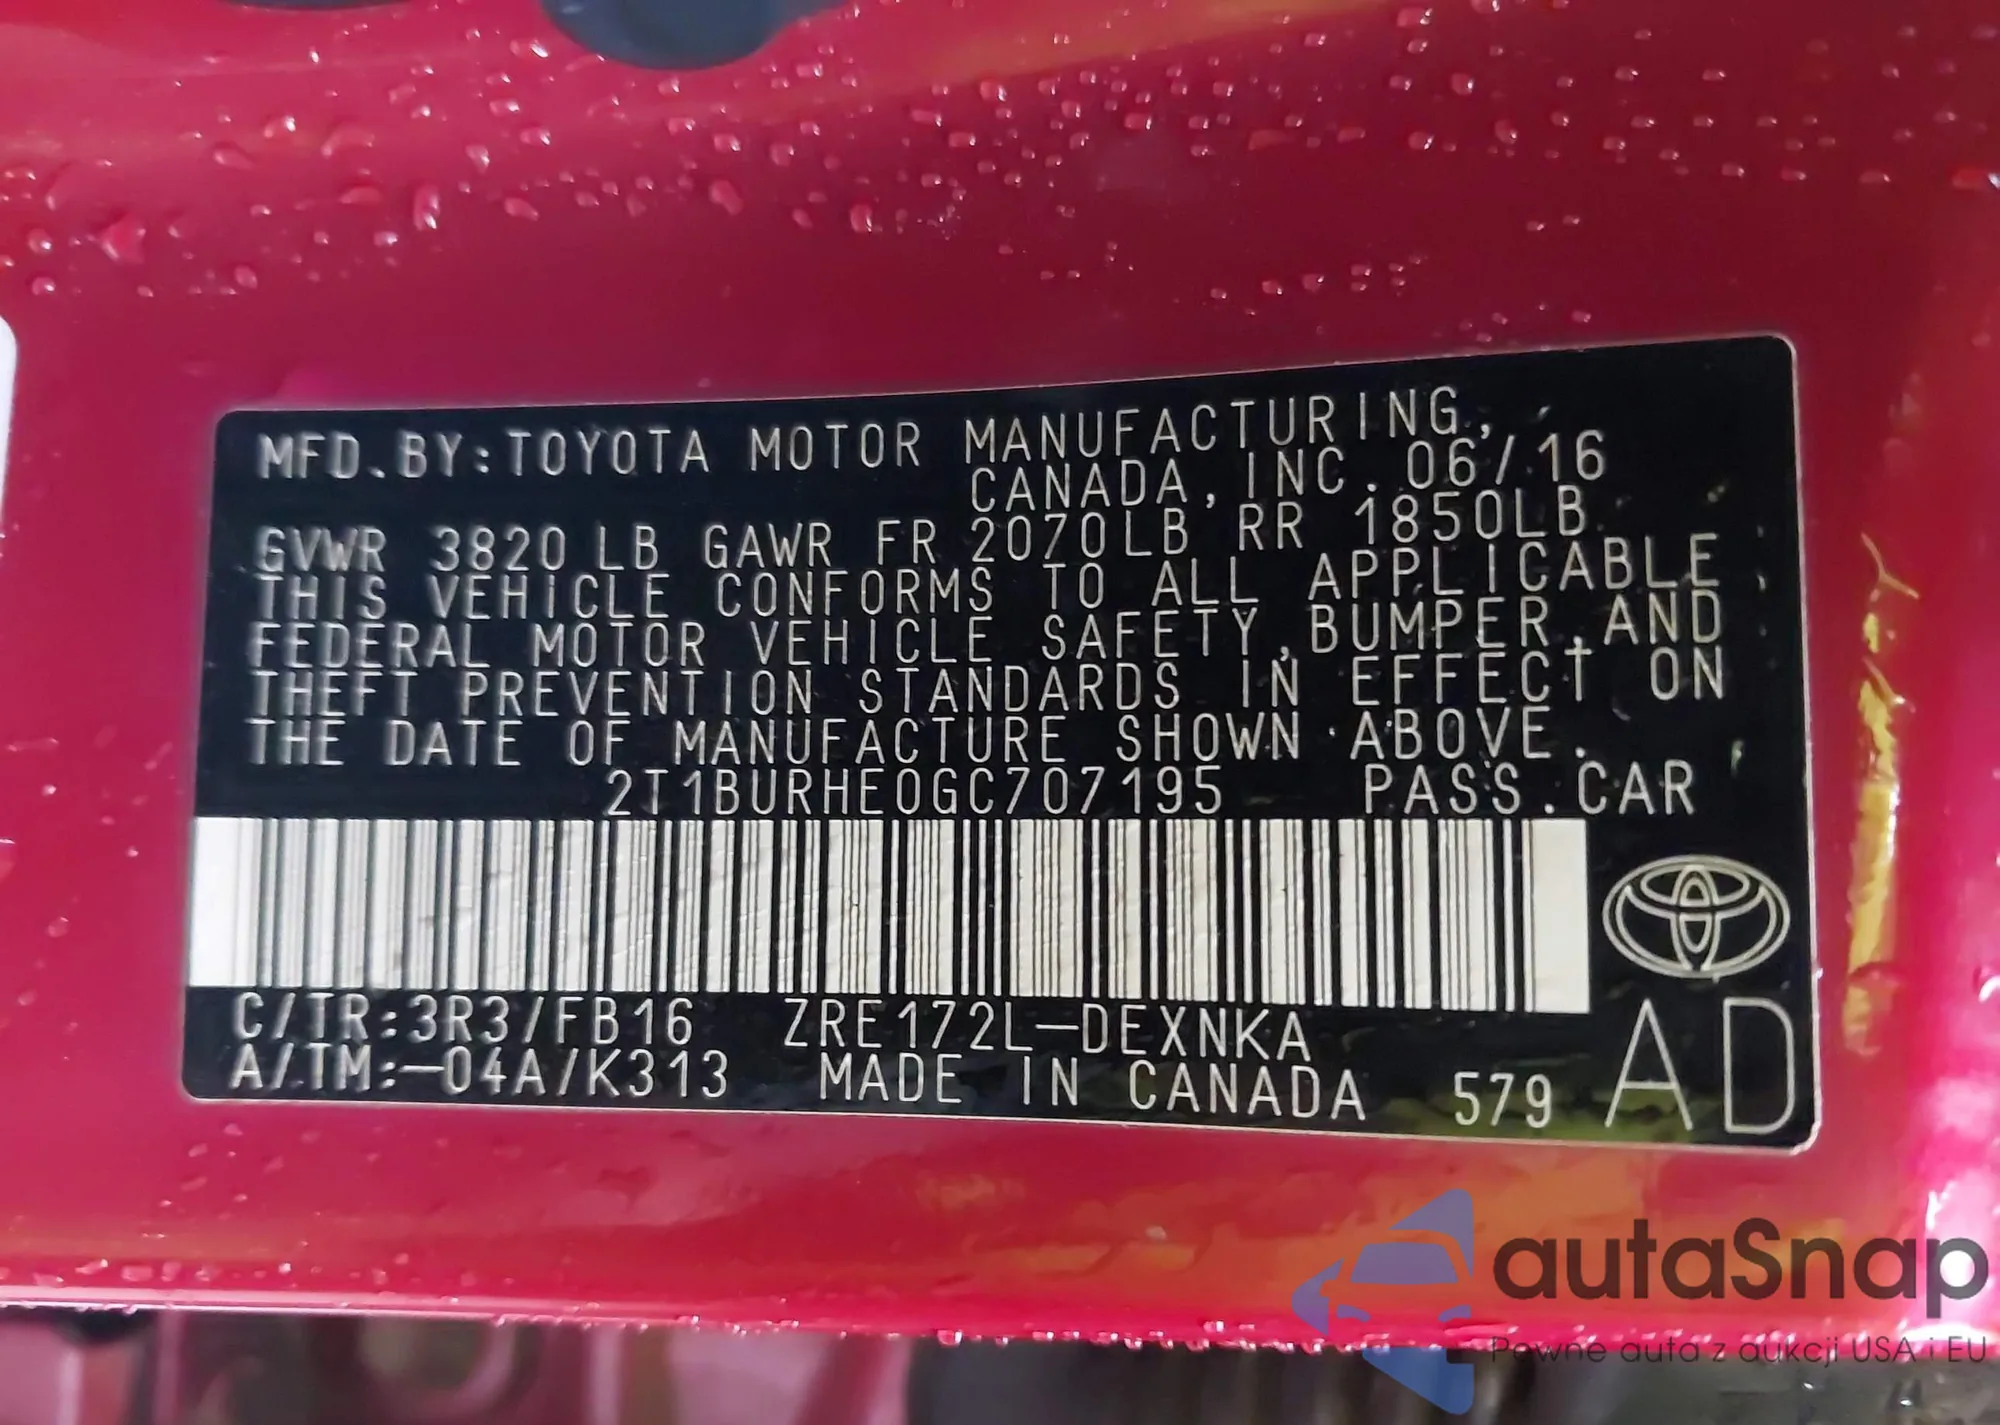 MFD.BY:TOYOTA MOTOR MANUFACTURING,
CANADA, INC. 06/16
GVWR 3820 LB GAWR FR 2070LB RR 1850LB
THIS VEHICLE CONFORMS TO ALL APPLICABLE
FEDERAL MOTOR VEHICLE SAFETY,BUMPER,AND
THEFT PREVENTION STANDARDS IN EFFECT ON
THE DATE OF MANUFACTURE SHOWN ABOVE.
2T1BURHE0GC707195 PASS.CAR
C/TR:3R3/FB16 ZRE172L-DEXNKA
A/TM:-04A/K313 MADE IN CANADA 579 AD
autaSnap
Pewne auta z aukcji USA i EU